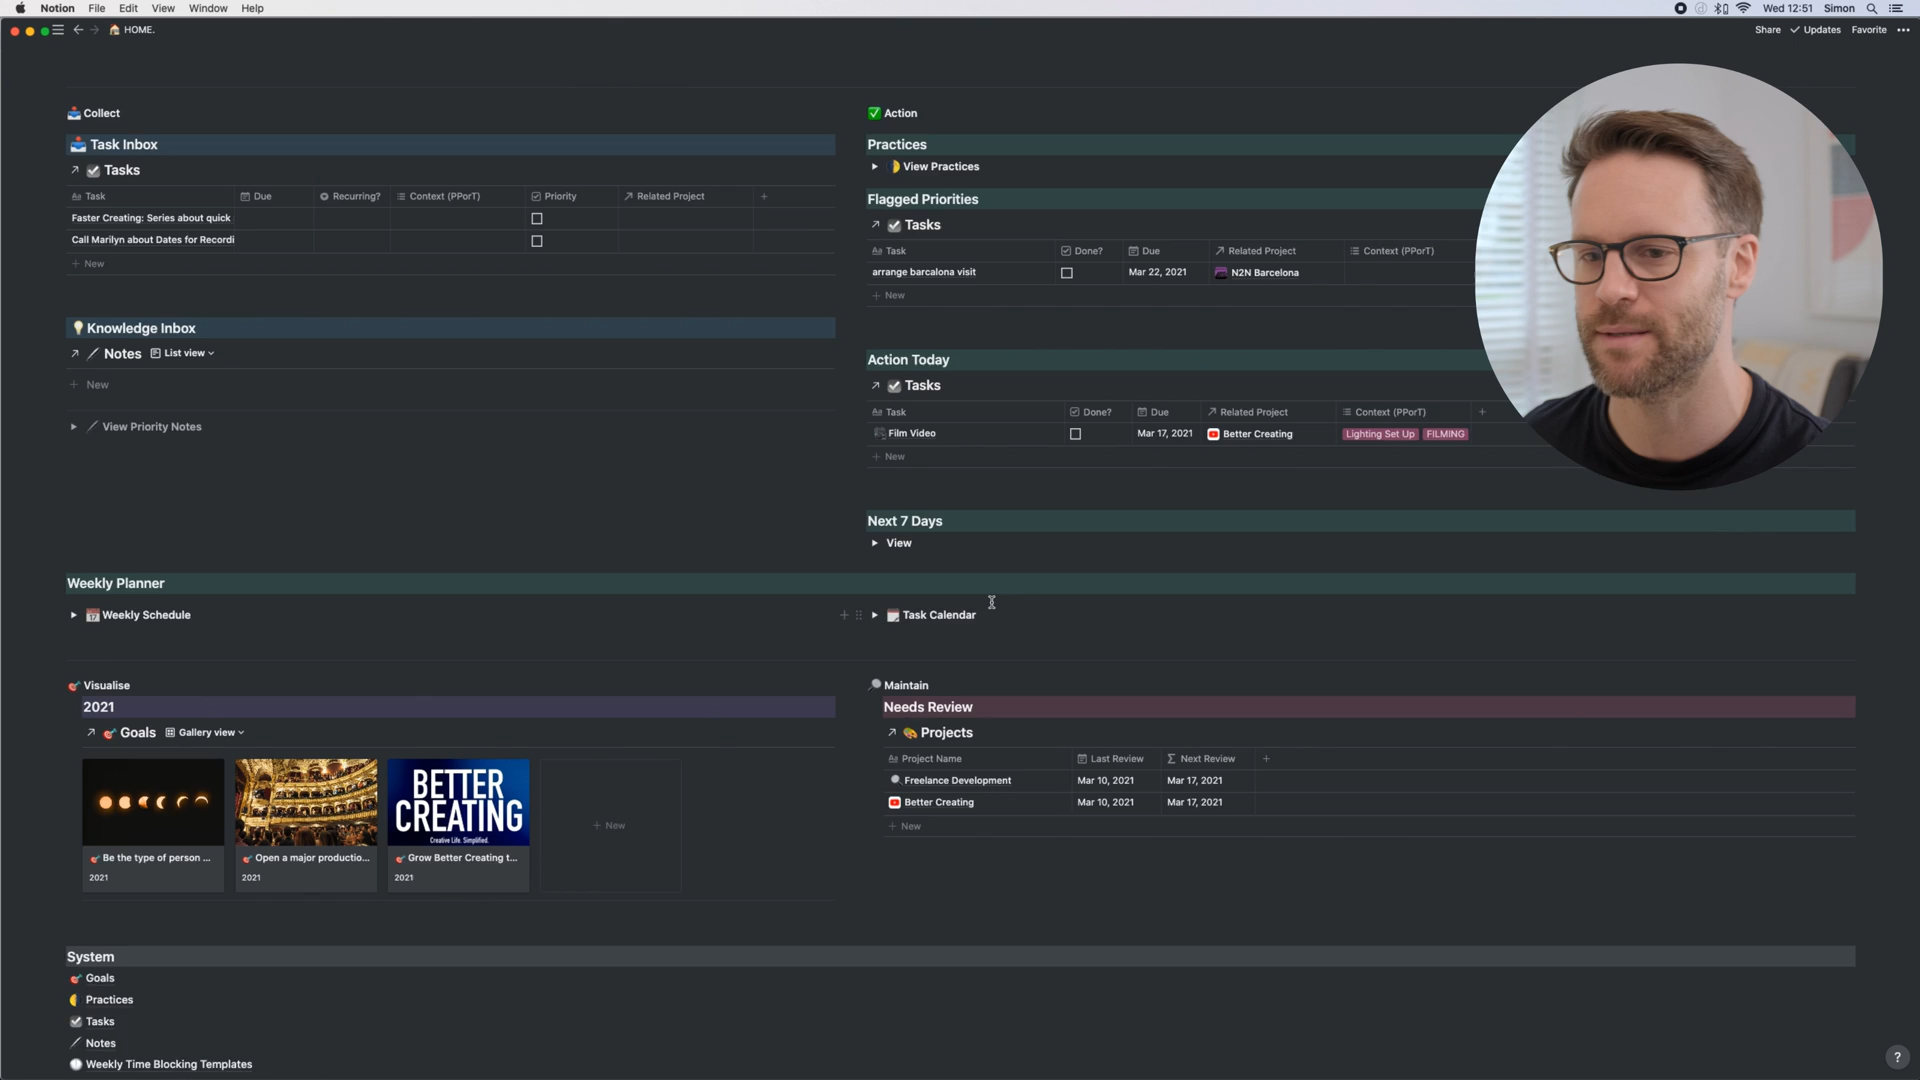 Notion File Edit View Window Help
Wed 12:51 Simon
HOME.
Share Updates Favorite
Collect
Task Inbox
Tasks
Task Due Recurring? Context (PPorT) Priority Related Project
Faster Creating: Series about quick
Call Marilyn about Dates for Recordi
+ New
Knowledge Inbox
Notes List view
+ New
View Priority Notes
Action
Practices
View Practices
Flagged Priorities
Tasks
Task Done? Due Related Project Context (PPorT)
arrange barcalona visit Mar 22, 2021 N2N Barcelona
+ New
Action Today
Tasks
Task Done? Due Related Project Context (PPorT) +
Film Video Mar 17, 2021 Better Creating Lighting Set Up FILMING
+ New
Next 7 Days
View
Weekly Planner
Weekly Schedule
Task Calendar
Visualise
2021
Goals Gallery view
BETTER
CREATING
Creative Life. Simplified.
+ New
Be the type of person ... Open a major productio... Grow Better Creating t...
2021 2021 2021
Maintain
Needs Review
Projects
Project Name Last Review Next Review +
Freelance Development Mar 10, 2021 Mar 17, 2021
Better Creating Mar 10, 2021 Mar 17, 2021
+ New
System
Goals
Practices
Tasks
Notes
Weekly Time Blocking Templates
?